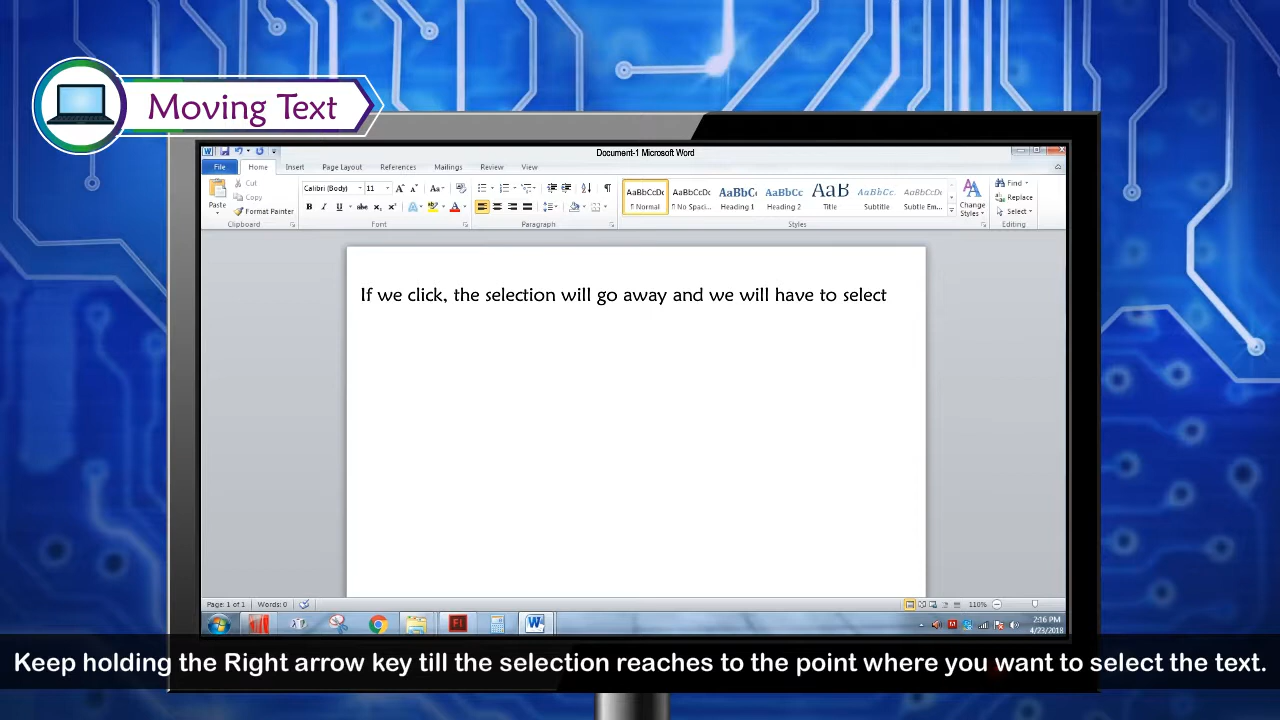 Moving Text
Document-1 Microsoft Word
File Home Insert Page Layout References Mailings Review View
Paste
Cut
Copy
Format Painter
Clipboard
Calibri (Body) 11
Font
Paragraph
AaBbCcDc AaBbCcDc AaBbC AaBbCc AaB AaBbCc. AaBbCcDc
¶ Normal ¶ No Spaci... Heading 1 Heading 2 Title Subtitle Subtle Em...
Change
Styles
Styles
Find
Replace
Select
Editing
If we click, the selection will go away and we will have to select
Page: 1 of 1 Words: 0
110%
2:16 PM
4/23/2018
Keep holding the Right arrow key till the selection reaches to the point where you want to select the text.